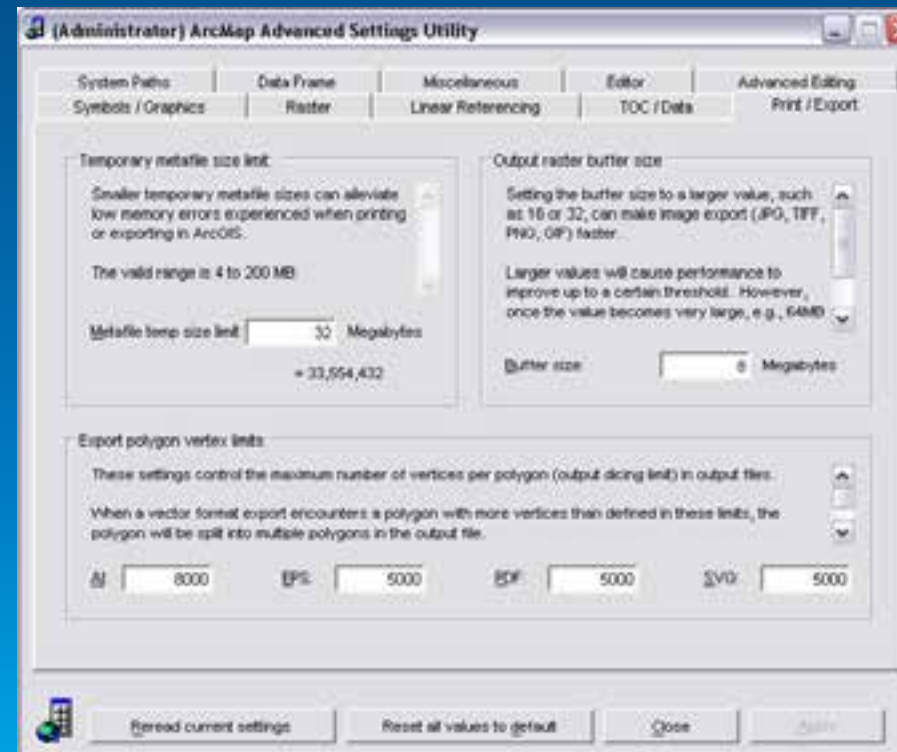 (Administrator) ArcMap Advanced Settings Utility
System Paths Data Frame Miscellaneous Editor Advanced Editing
Symbols / Graphics Raster Linear Referencing TOC / Data Print / Export
Temporary metafile size limit
Smaller temporary metafile sizes can alleviate
low memory errors experienced when printing
or exporting in ArcGIS.
The valid range is 4 to 200 MB
Metafile temp size limit 32 Megabytes
= 33,554,432
Output raster buffer size
Setting the buffer size to a larger value, such
as 16 or 32, can make image export (JPG, TIFF,
PNG, GIF) faster.
Larger values will cause performance to
improve up to a certain threshold. However,
once the value becomes very large, e.g., 64MB
Buffer size: Megabytes
Export polygon vertex limits
These settings control the maximum number of vertices per polygon (output dicing limit) in output files.
When a vector format export encounters a polygon with more vertices than defined in these limits, the
polygon will be split into multiple polygons in the output file.
AI: 8000 EPS: 5000 PDF: 5000 SVG: 5000
Reread current settings Reset all values to default Close Apply